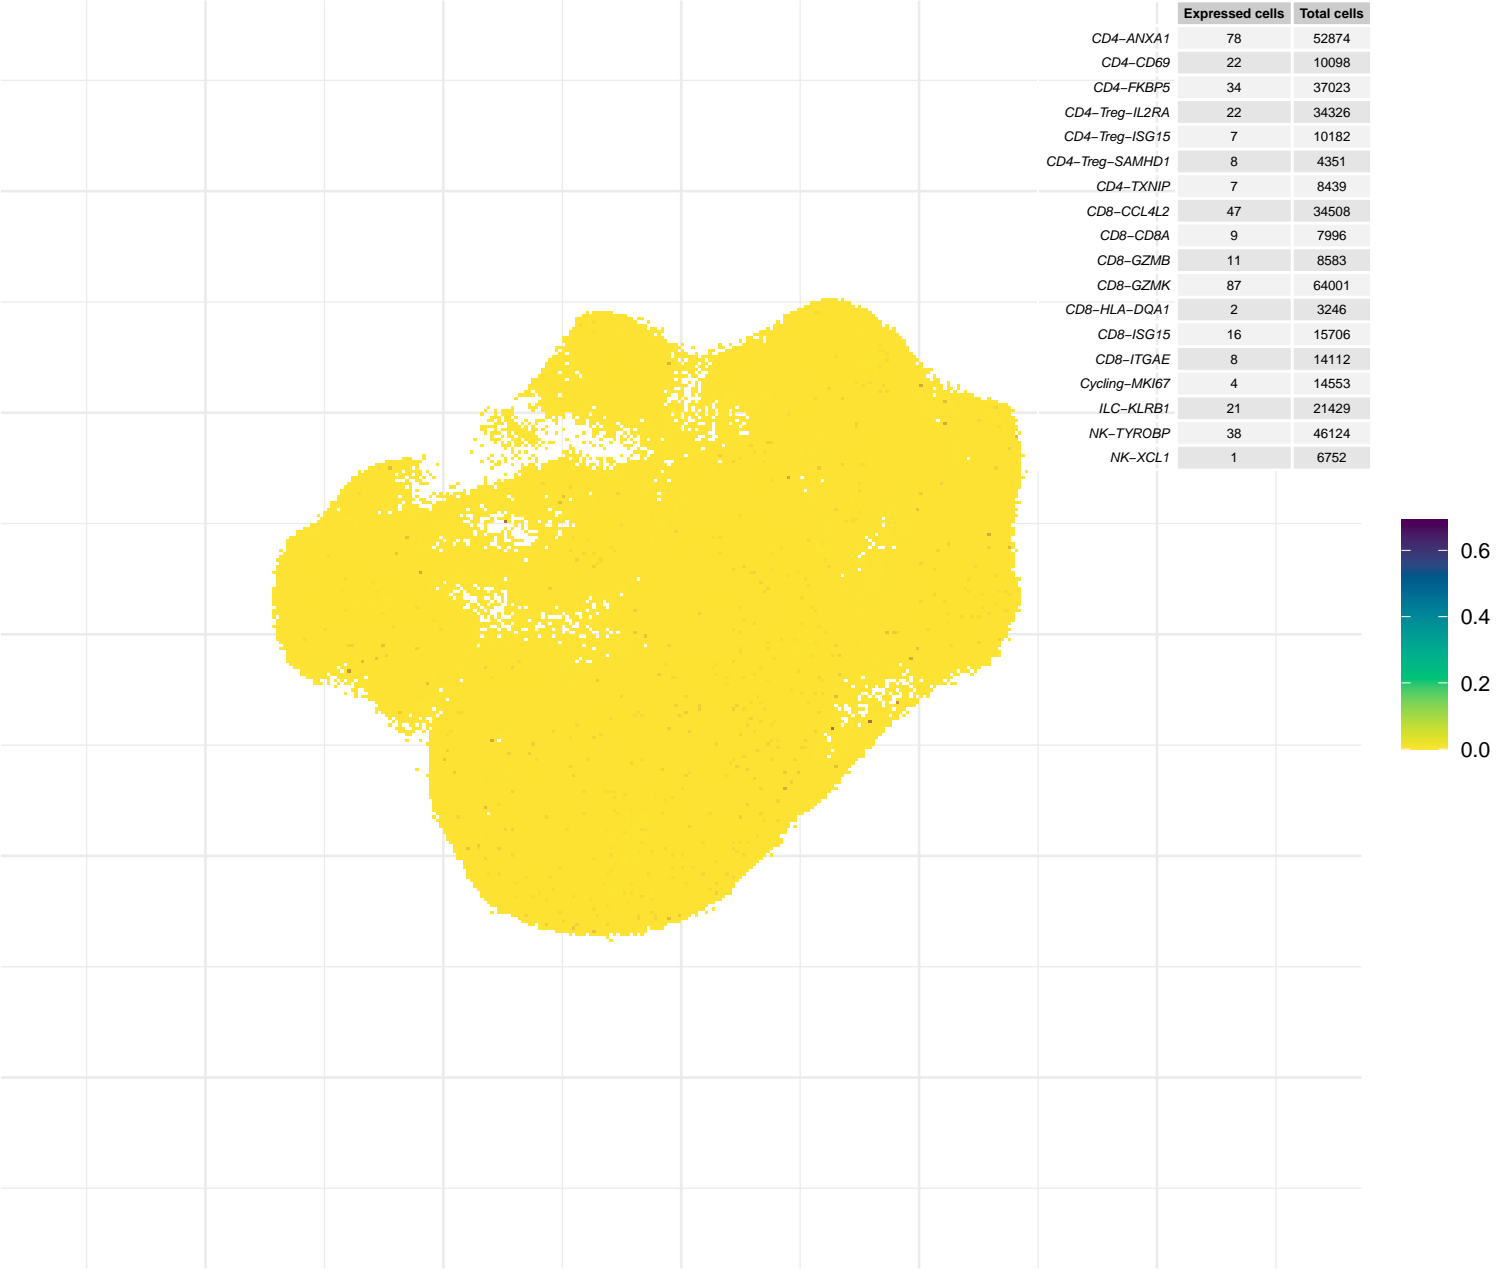 Expressed cells Total cells
CD4−ANXA1 78 52874
CD4−CD69 22 10098
CD4−FKBP5 34 37023
CD4−Treg−IL2RA 22 34326
CD4−Treg−ISG15 7 10182
CD4−Treg−SAMHD1 8 4351
CD4−TXNIP 7 8439
CD8−CCL4L2 47 34508
CD8−CD8A 9 7996
CD8−GZMB 11 8583
CD8−GZMK 87 64001
CD8−HLA−DQA1 2 3246
CD8−ISG15 16 15706
CD8−ITGAE 8 14112
Cycling−MKI67 4 14553
ILC−KLRB1 21 21429
NK−TYROBP 38 46124
NK−XCL1 1 6752
0.6
0.4
0.2
0.0